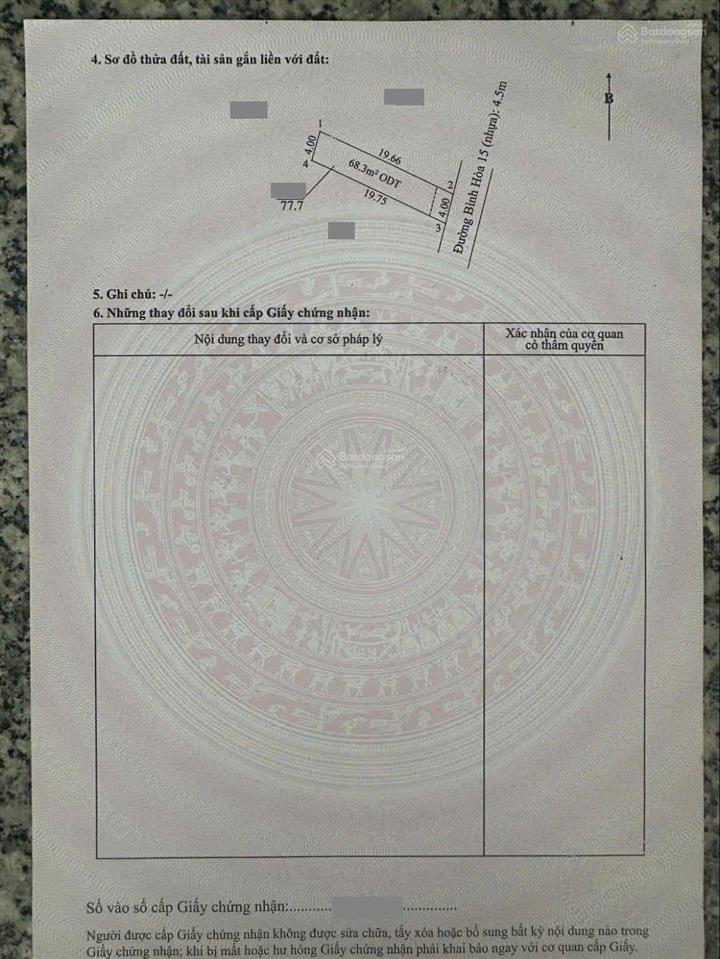 Batdongsan
4. Sơ đồ thửa đất, tài sản gắn liền với đất:
B
1
4.00
4
19.66
68.3m² ODT
19.75
2
4.00
3
77.7
Đường Bình Hòa 15 (nhựa): 4.5m
5. Ghi chú: -/-
6. Những thay đổi sau khi cấp Giấy chứng nhận:
Nội dung thay đổi và cơ sở pháp lý
Xác nhận của cơ quan
có thẩm quyền
Batdongsan
Số vào sổ cấp Giấy chứng nhận:
Người được cấp Giấy chứng nhận không được sửa chữa, tẩy xóa hoặc bổ sung bất kỳ nội dung nào trong
Giấy chứng nhận; khi bị mất hoặc hư hỏng Giấy chứng nhận phải khai báo ngay với cơ quan cấp Giấy.